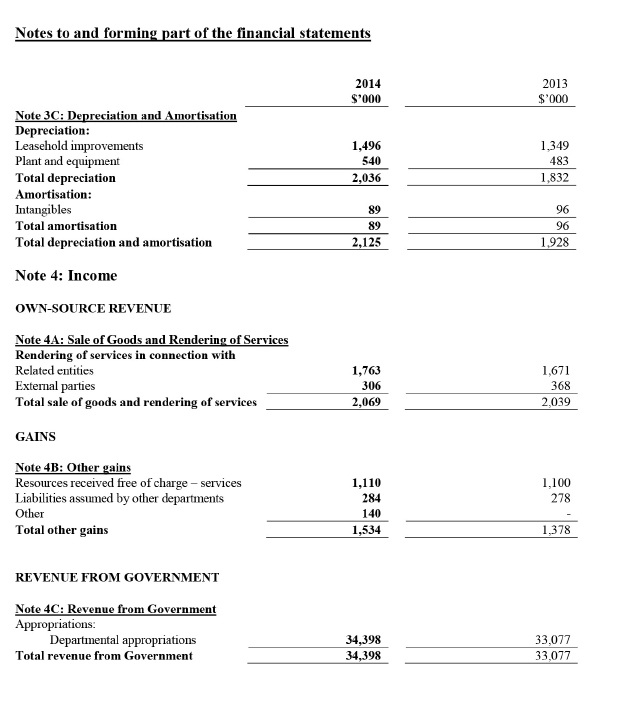 Notes to and forming part of the financial statements
2014 2013
$'000 $'000
Note 3C: Depreciation and Amortisation
Depreciation:
Leasehold improvements 1,496 1,349
Plant and equipment 540 483
Total depreciation 2,036 1,832
Amortisation:
Intangibles 89 96
Total amortisation 89 96
Total depreciation and amortisation 2,125 1,928
Note 4: Income
OWN-SOURCE REVENUE
Note 4A: Sale of Goods and Rendering of Services
Rendering of services in connection with
Related entities 1,763 1,671
External parties 306 368
Total sale of goods and rendering of services 2,069 2,039
GAINS
Note 4B: Other gains
Resources received free of charge – services 1,110 1,100
Liabilities assumed by other departments 284 278
Other 140 -
Total other gains 1,534 1,378
REVENUE FROM GOVERNMENT
Note 4C: Revenue from Government
Appropriations:
Departmental appropriations 34,398 33,077
Total revenue from Government 34,398 33,077